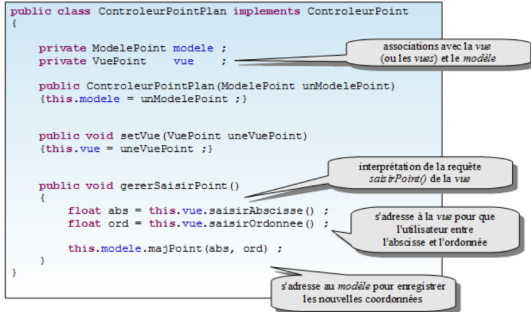 public class ControleurPointPlan implements ControleurPoint
{
private ModelePoint modele ;
private VuePoint vue ;
associations avec la vue
(ou les vues) et le modèle
public ControleurPointPlan(ModelePoint unModelePoint)
{this.modele = unModelePoint ;}
public void setVue(VuePoint uneVuePoint)
{this.vue = uneVuePoint ;}
interprétation de la requête
saisirPoint() de la vue
public void gererSaisirPoint()
{
float abs = this.vue.saisirAbscisse() ;
float ord = this.vue.saisirOrdonnee() ;
s'adresse à la vue pour que
l'utilisateur entre
l'abscisse et l'ordonnée
this.modele.majPoint(abs, ord) ;
}
}
s'adresse au modèle pour enregistrer
les nouvelles coordonnées